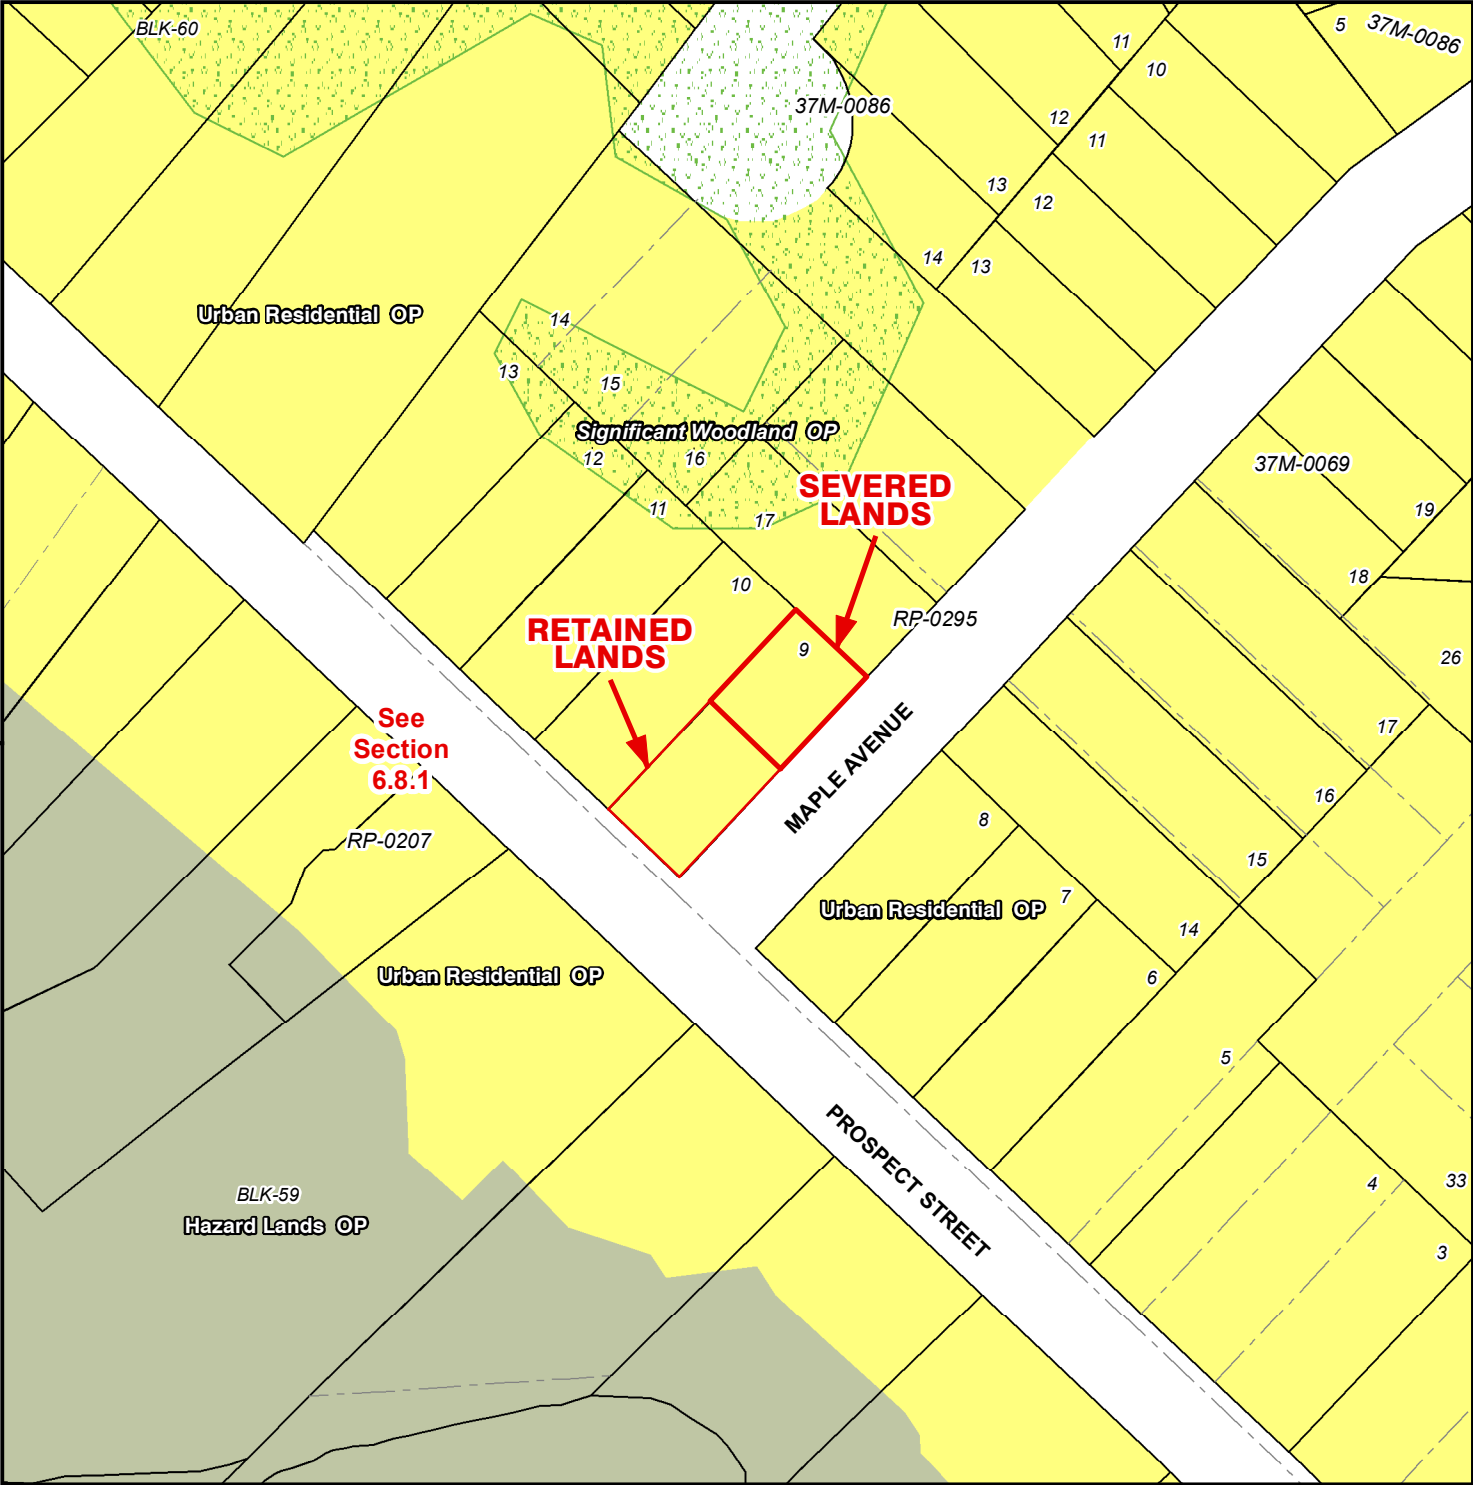 BLK-60
5
37M-0086
11
10
37M-0086
12
11
13
12
14
13
Urban Residential OP
14
13
15
Significant Woodland OP
12
16
37M-0069
SEVERED
LANDS
11
17
19
18
10
RP-0295
RETAINED
LANDS
9
26
See
Section
6.8.1
MAPLE AVENUE
17
16
8
RP-0207
15
7
Urban Residential OP
14
Urban Residential OP
6
5
PROSPECT STREET
4
33
BLK-59
Hazard Lands OP
3